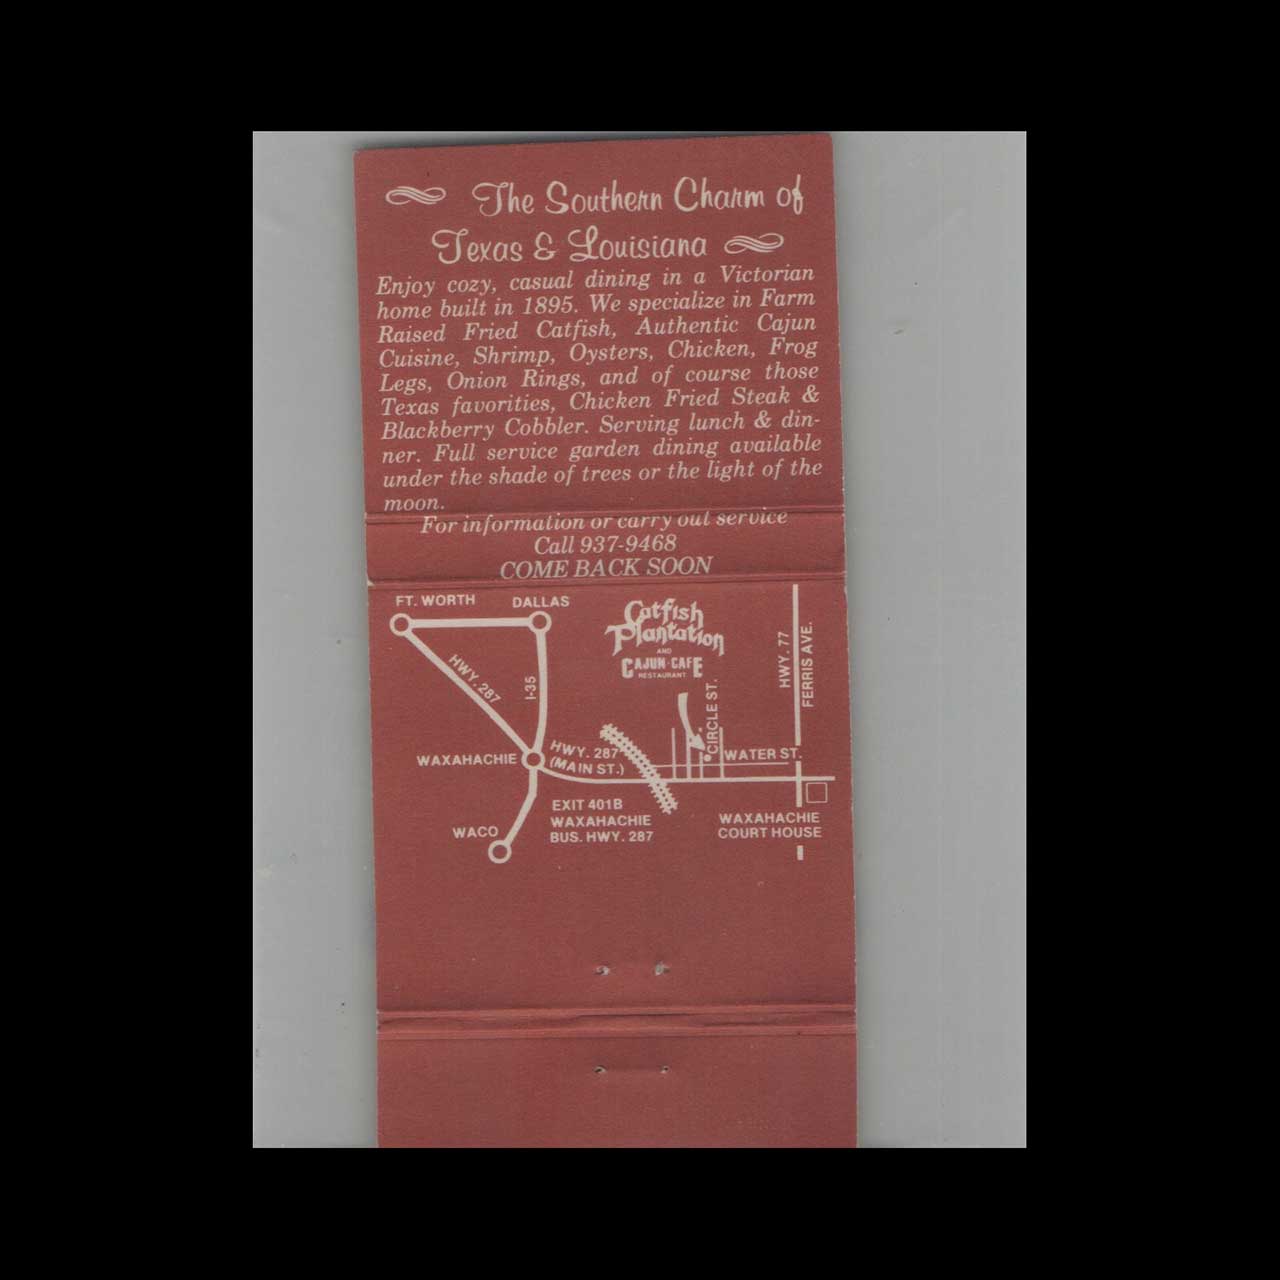 The Southern Charm of
Texas & Louisiana
Enjoy cozy, casual dining in a Victorian
home built in 1895. We specialize in Farm
Raised Fried Catfish, Authentic Cajun
Cuisine, Shrimp, Oysters, Chicken, Frog
Legs, Onion Rings, and of course those
Texas favorities, Chicken Fried Steak &
Blackberry Cobbler. Serving lunch & din-
ner. Full service garden dining available
under the shade of trees or the light of the
moon.
For information or carry out service
Call 937-9468
COME BACK SOON
FT. WORTH
DALLAS
Catfish
Plantation
AND
CAJUN·CAFE
RESTAURANT
HWY. 77
FERRIS AVE.
HWY. 287
I-35
CIRCLE ST.
WAXAHACHIE
HWY. 287
(MAIN ST.)
WATER ST.
EXIT 401B
WAXAHACHIE
BUS. HWY. 287
WAXAHACHIE
COURT HOUSE
WACO